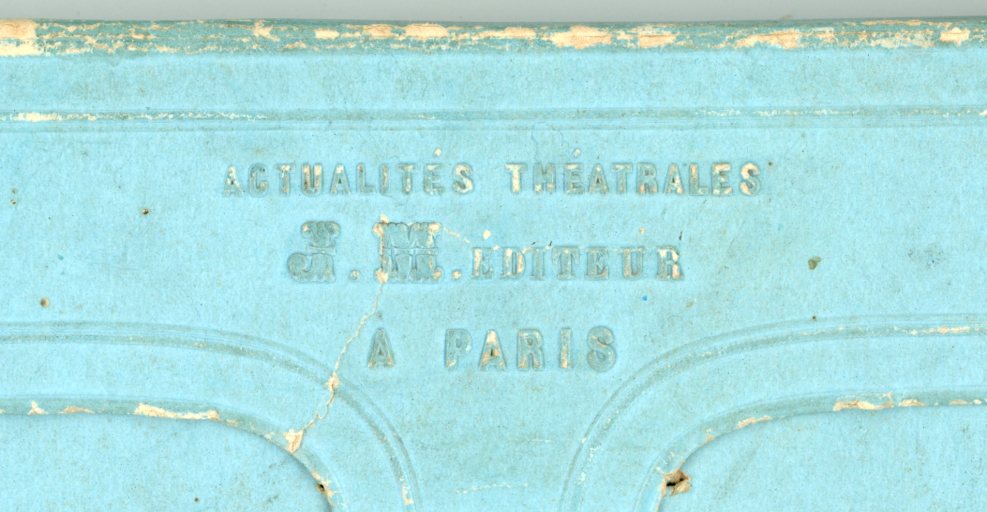 ACTUALITÉS THÉATRALES
J. M. EDITEUR
A PARIS